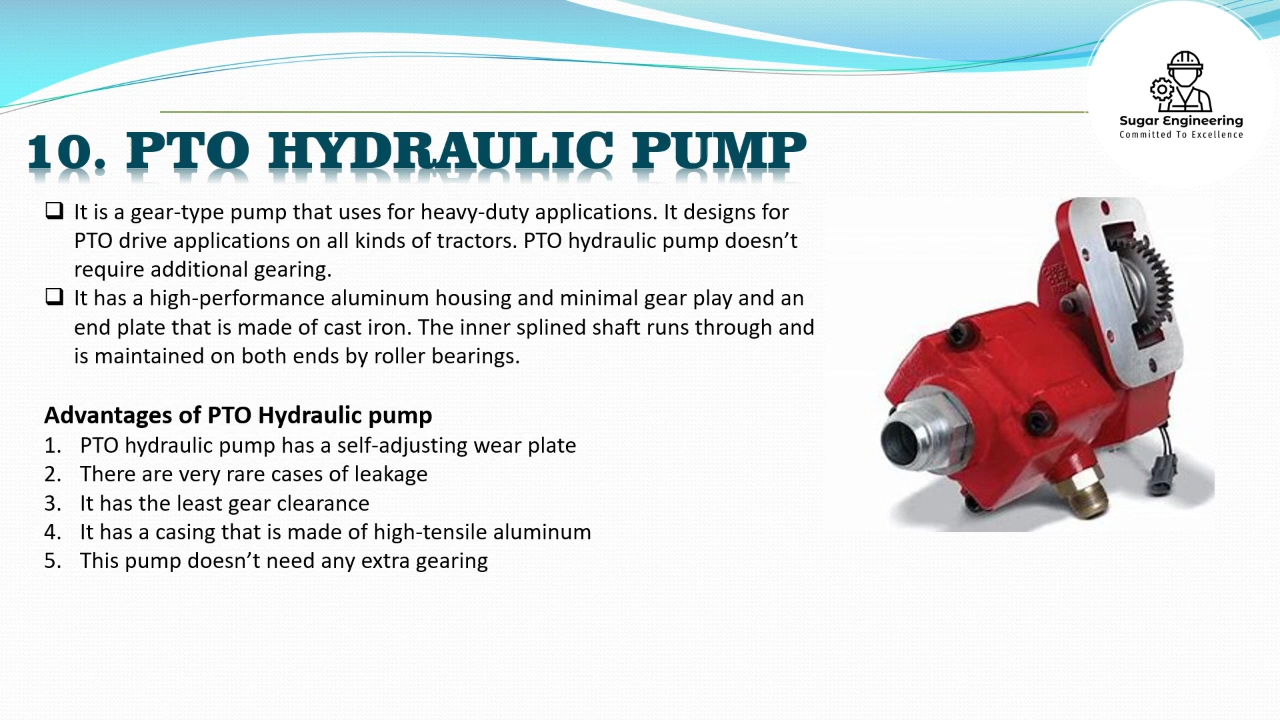 Sugar Engineering
Committed To Excellence
10. PTO HYDRAULIC PUMP
It is a gear-type pump that uses for heavy-duty applications. It designs for
PTO drive applications on all kinds of tractors. PTO hydraulic pump doesn’t
require additional gearing.
It has a high-performance aluminum housing and minimal gear play and an
end plate that is made of cast iron. The inner splined shaft runs through and
is maintained on both ends by roller bearings.
Advantages of PTO Hydraulic pump
1. PTO hydraulic pump has a self-adjusting wear plate
2. There are very rare cases of leakage
3. It has the least gear clearance
4. It has a casing that is made of high-tensile aluminum
5. This pump doesn’t need any extra gearing